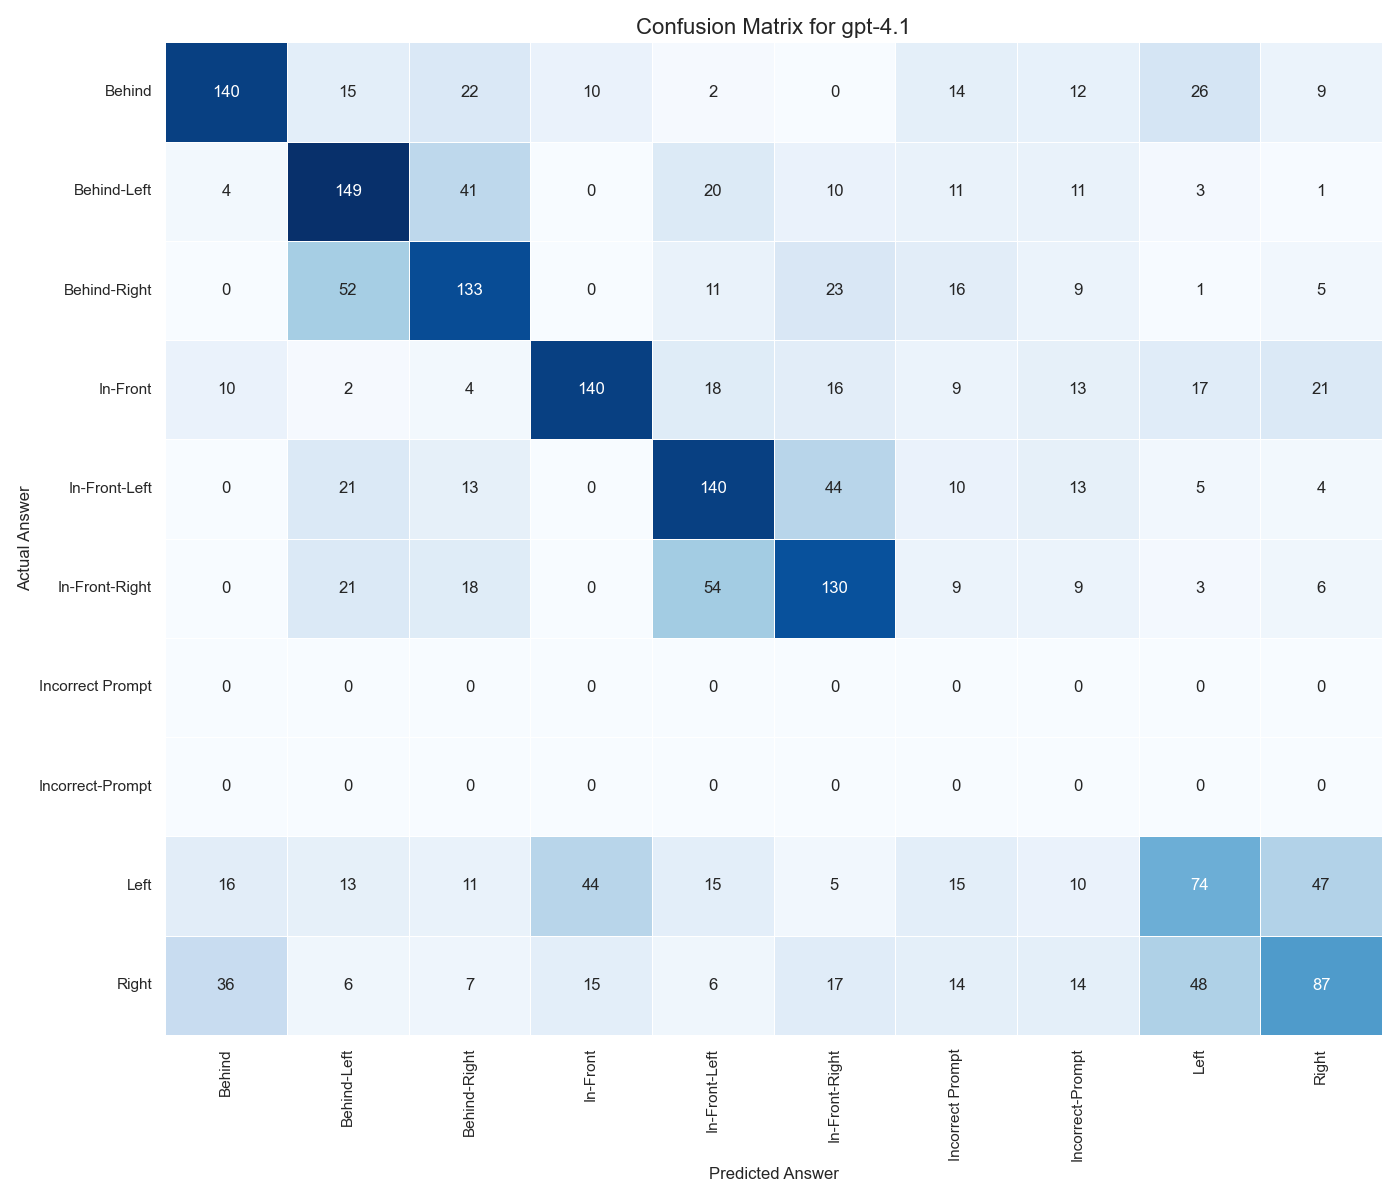 Confusion Matrix for gpt-4.1
Behind 140 15 22 10 2 0 14 12 26 9
Behind-Left 4 149 41 0 20 10 11 11 3 1
Behind-Right 0 52 133 0 11 23 16 9 1 5
In-Front 10 2 4 140 18 16 9 13 17 21
In-Front-Left 0 21 13 0 140 44 10 13 5 4
In-Front-Right 0 21 18 0 54 130 9 9 3 6
Incorrect Prompt 0 0 0 0 0 0 0 0 0 0
Incorrect-Prompt 0 0 0 0 0 0 0 0 0 0
Left 16 13 11 44 15 5 15 10 74 47
Right 36 6 7 15 6 17 14 14 48 87
Actual Answer
Behind
Behind-Left
Behind-Right
In-Front
In-Front-Left
In-Front-Right
Incorrect Prompt
Incorrect-Prompt
Left
Right
Predicted Answer